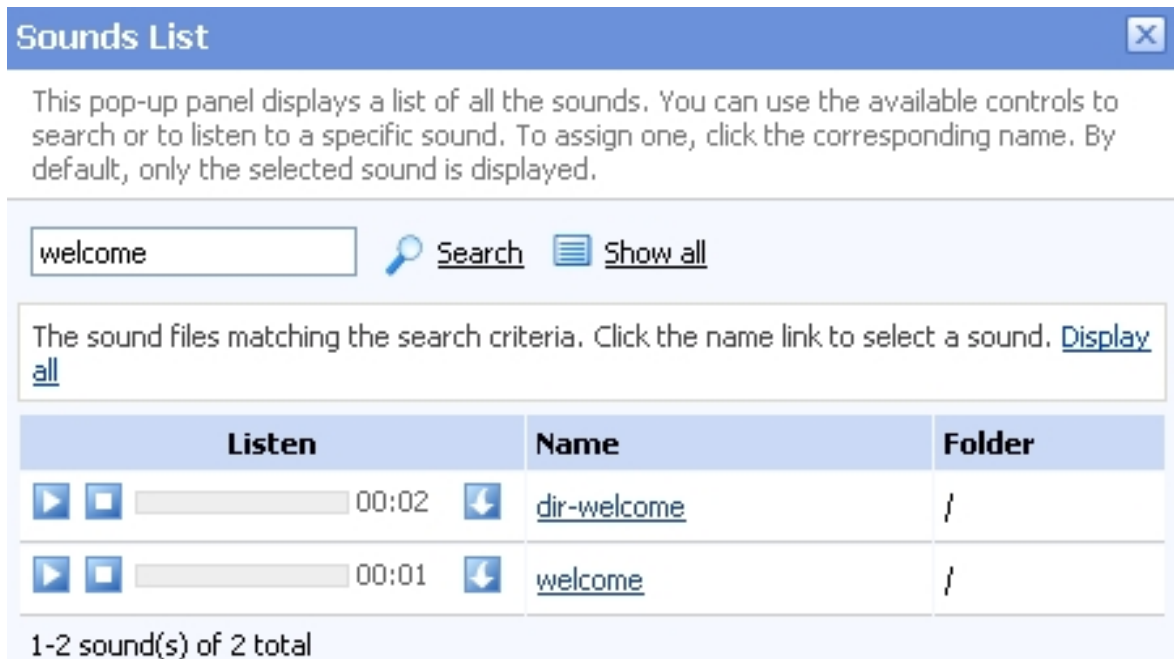 Sounds List
This pop-up panel displays a list of all the sounds. You can use the available controls to
search or to listen to a specific sound. To assign one, click the corresponding name. By
default, only the selected sound is displayed.
welcome Search Show all
The sound files matching the search criteria. Click the name link to select a sound. Display
all
Listen Name Folder
00:02 dir-welcome /
00:01 welcome /
1-2 sound(s) of 2 total